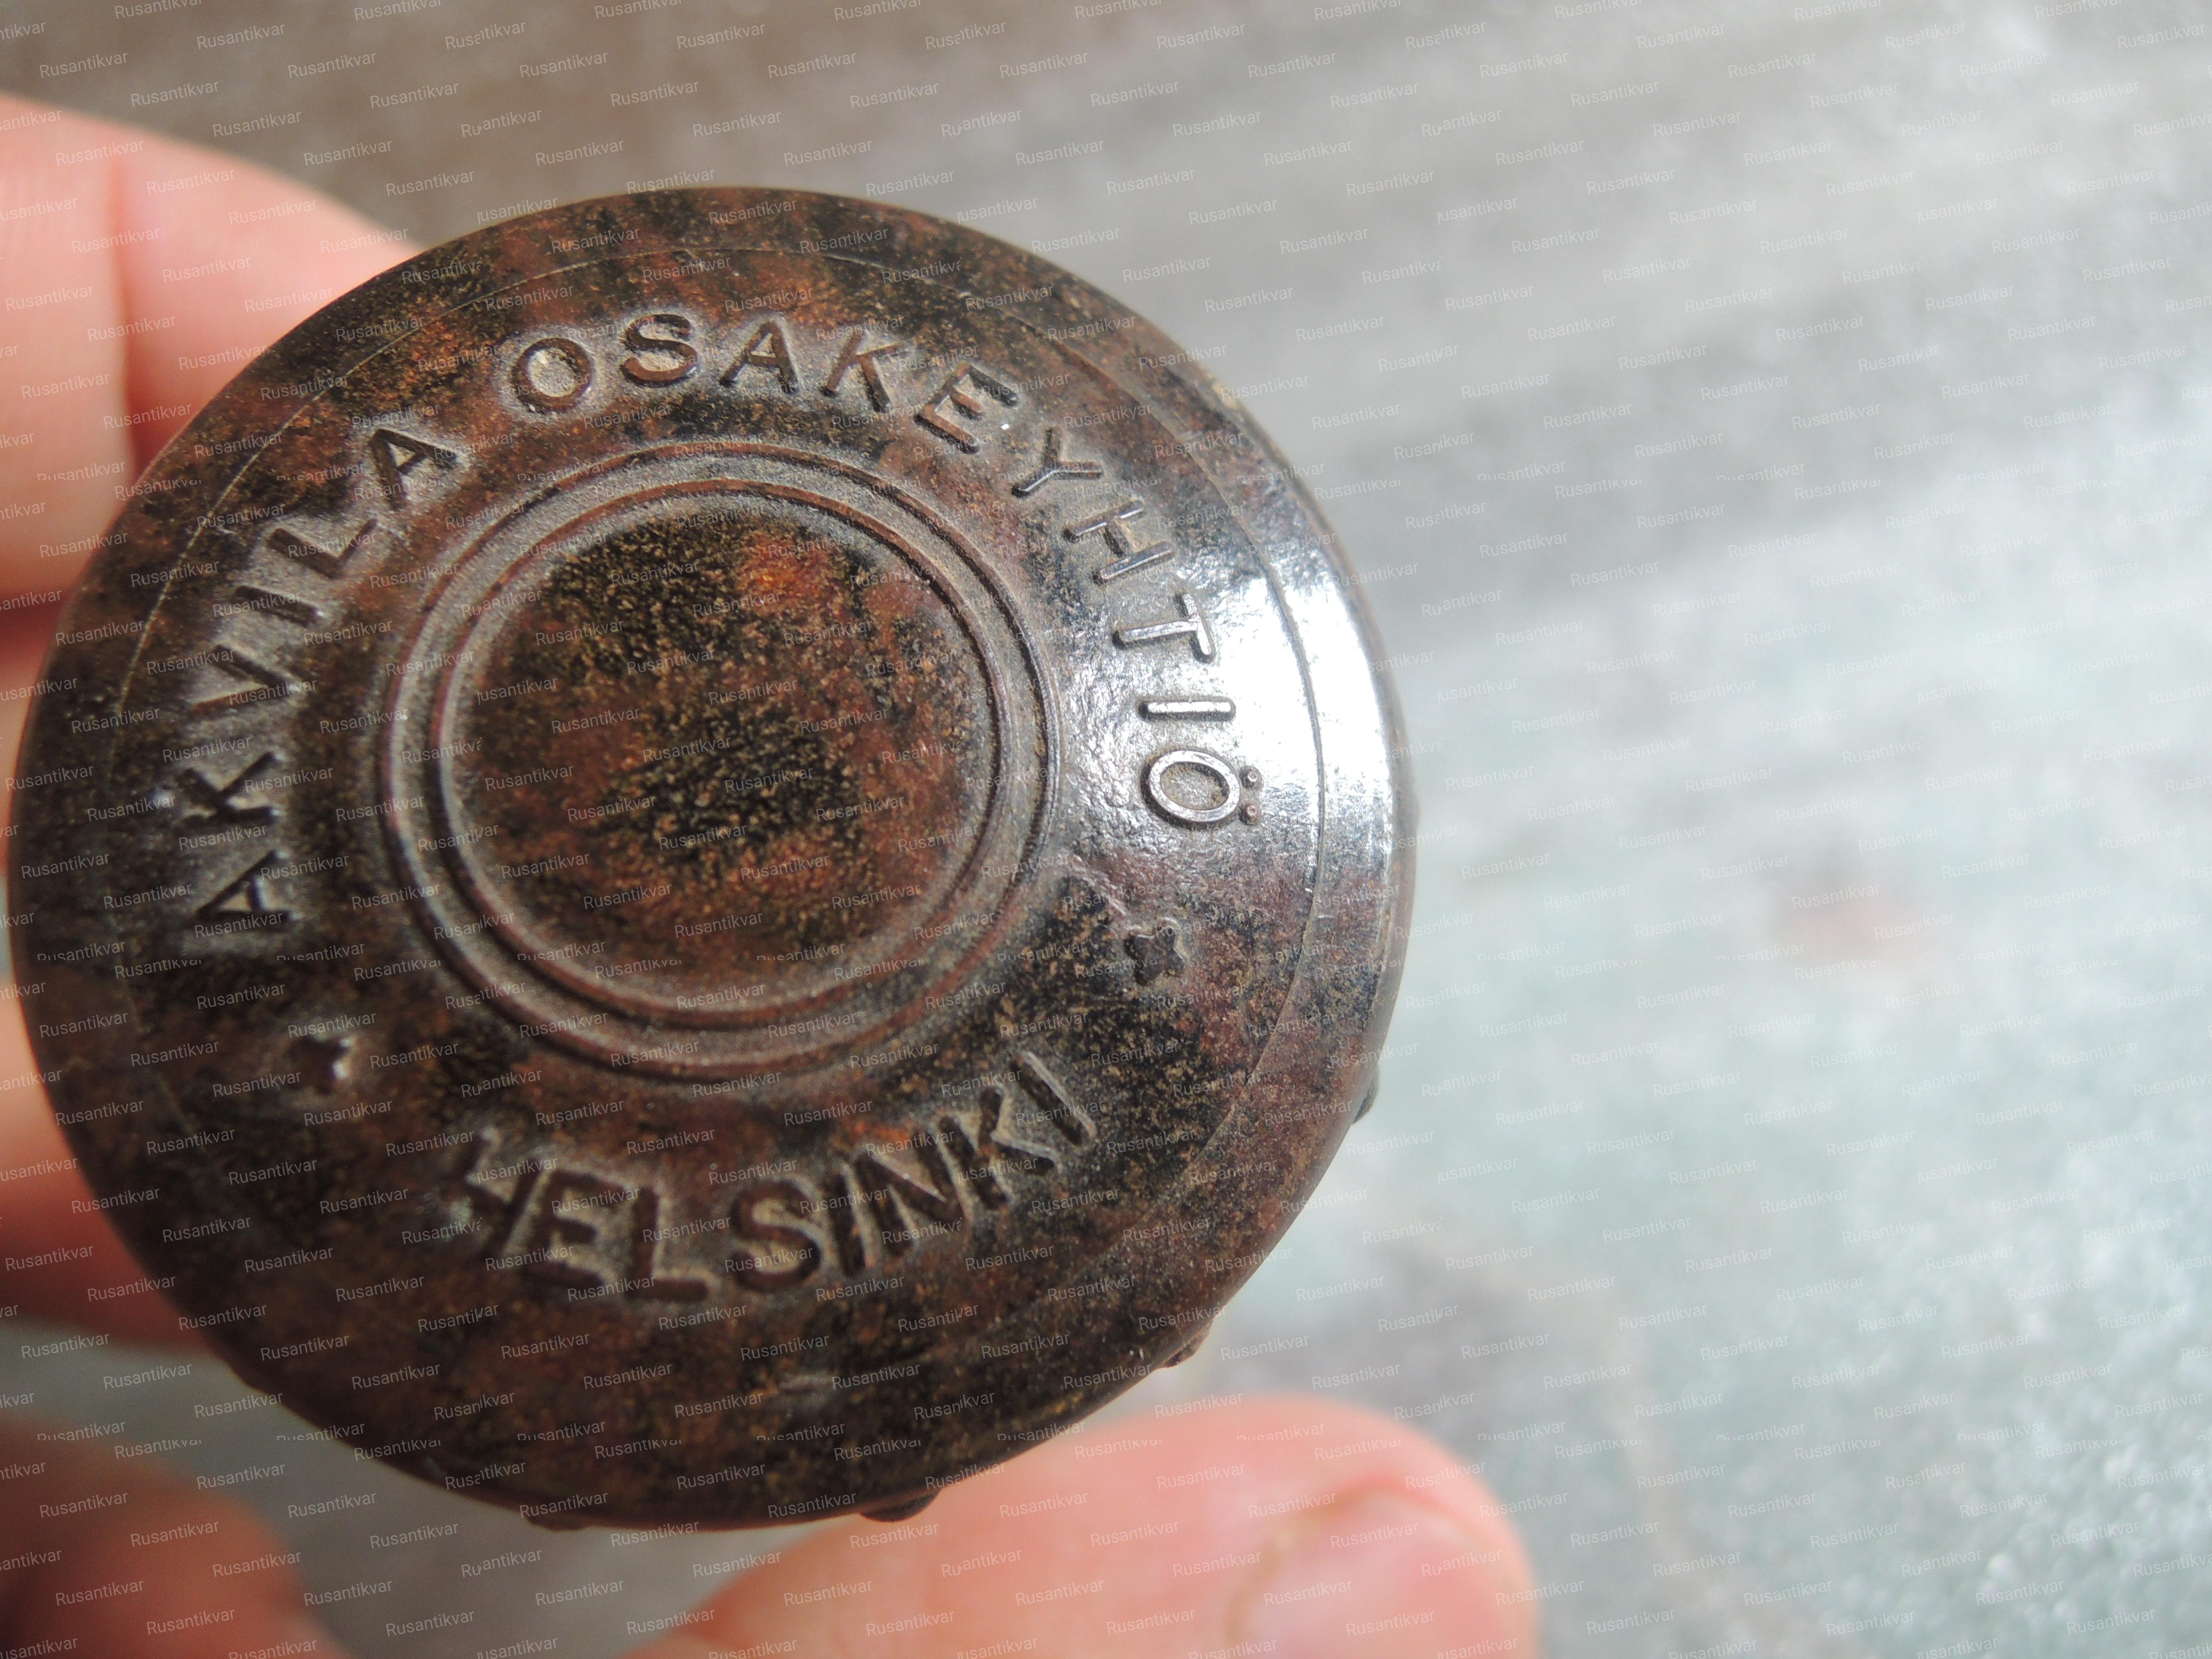 AKVILA OSAKEYHTIÖ
HELSINKI
Rusantikvar